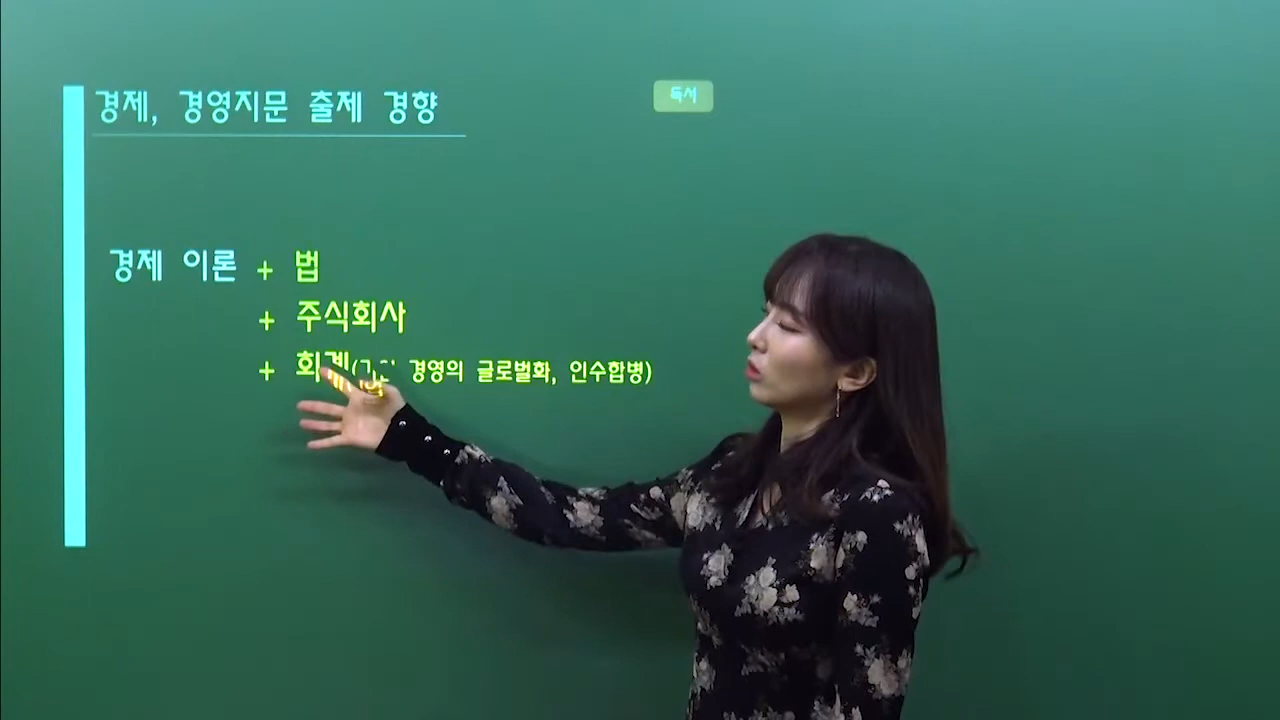 경제, 경영지문 출제 경향
독서
경제 이론 + 법
+ 주식회사
+ 회계( 경영의 글로벌화, 인수합병)